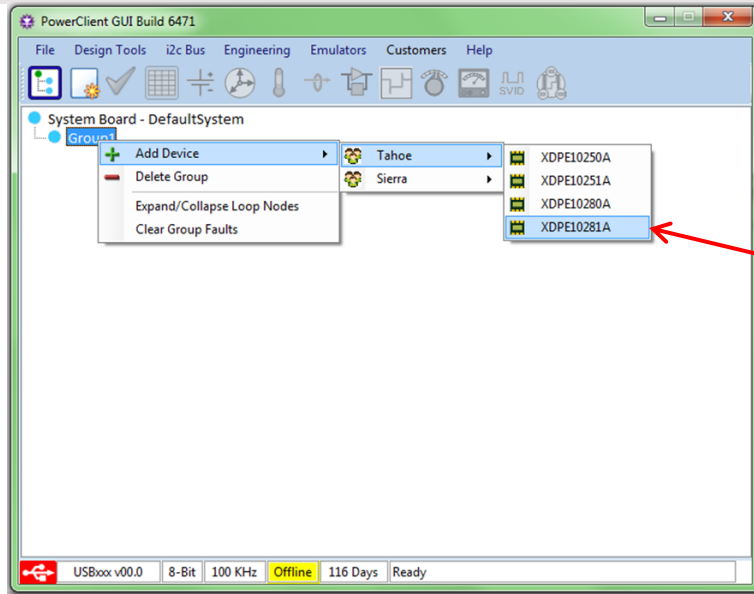 PowerClient GUI Build 6471
File Design Tools i2c Bus Engineering Emulators Customers Help
SVID
System Board - DefaultSystem
Group1
Add Device
Delete Group
Expand/Collapse Loop Nodes
Clear Group Faults
Tahoe
Sierra
XDPE10250A
XDPE10251A
XDPE10280A
XDPE10281A
USBxxx v00.0 8-Bit 100 KHz Offline 116 Days Ready